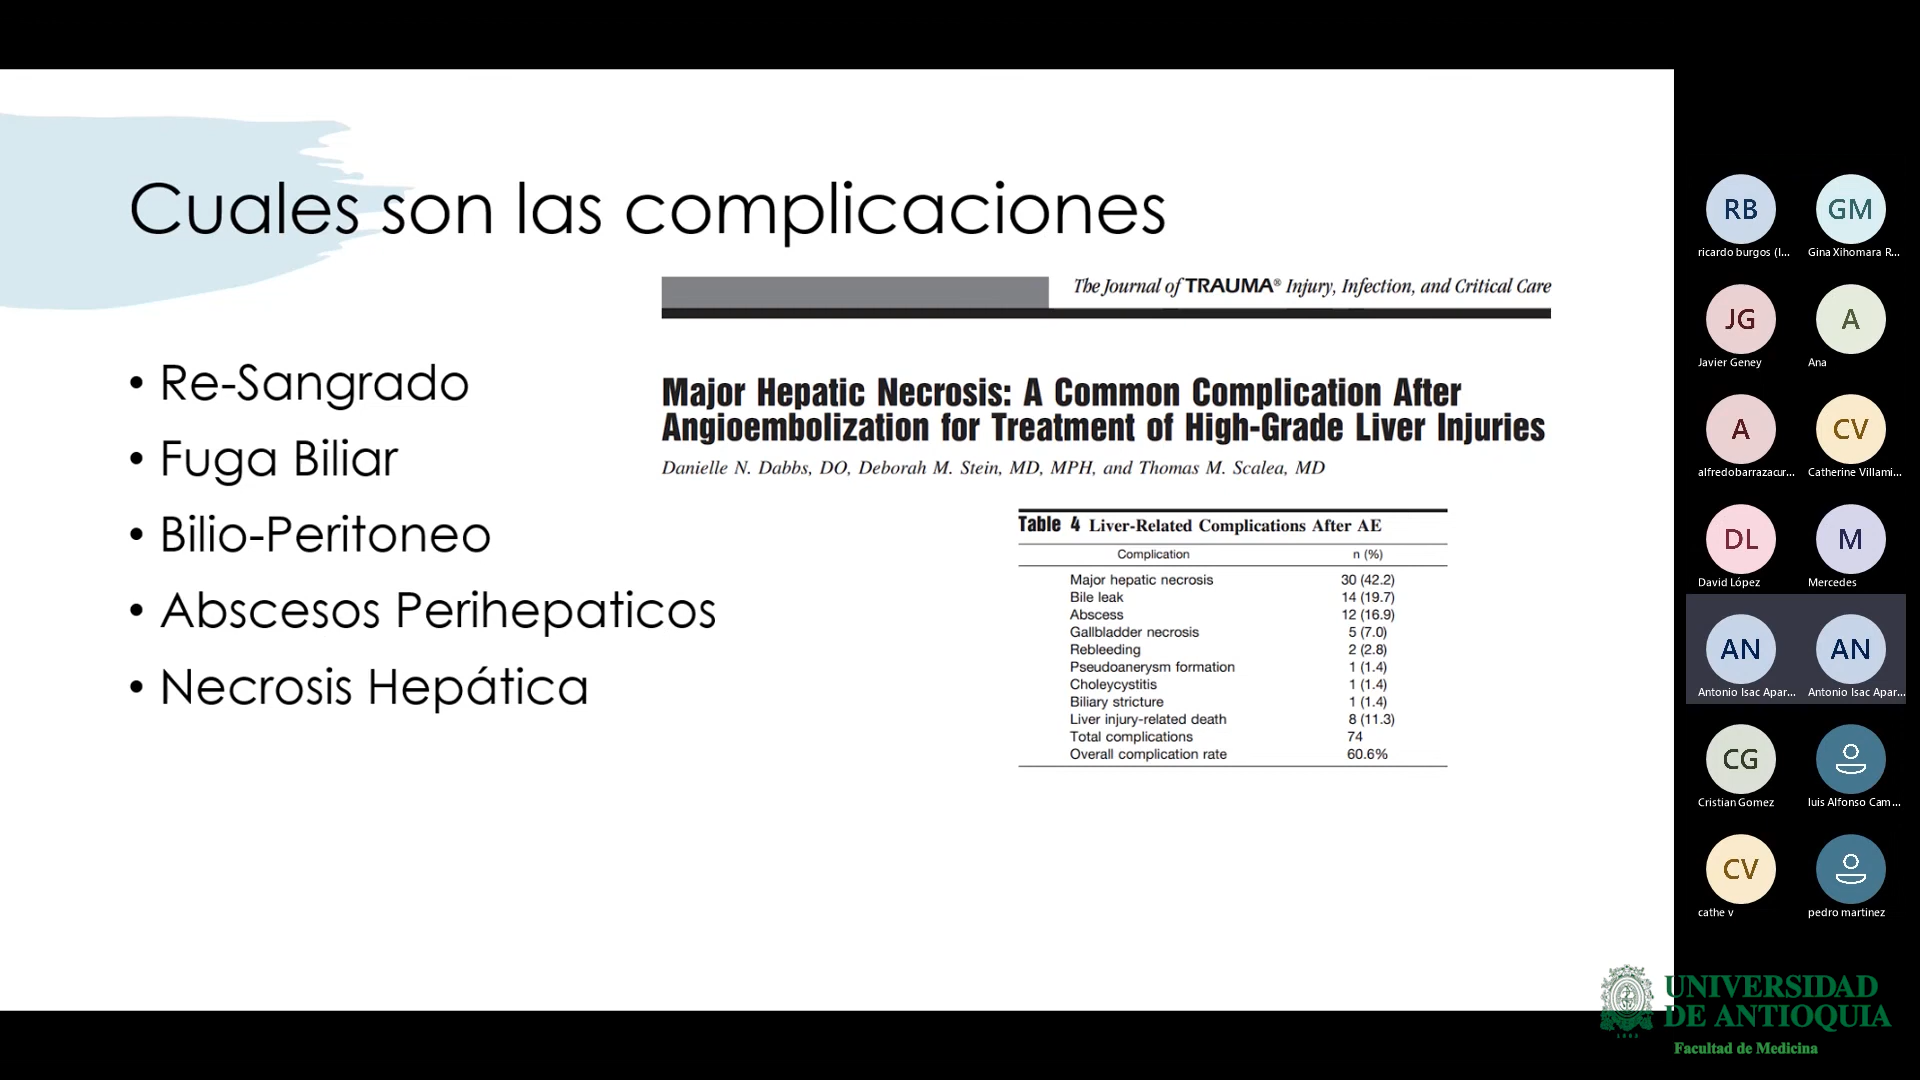 Cuales son las complicaciones
The Journal of TRAUMA® Injury, Infection, and Critical Care
• Re-Sangrado
• Fuga Biliar
• Bilio-Peritoneo
• Abscesos Perihepaticos
• Necrosis Hepática
Major Hepatic Necrosis: A Common Complication After
Angioembolization for Treatment of High-Grade Liver Injuries
Danielle N. Dabbs, DO, Deborah M. Stein, MD, MPH, and Thomas M. Scalea, MD
Table 4 Liver-Related Complications After AE
Complication n (%)
Major hepatic necrosis 30 (42.2)
Bile leak 14 (19.7)
Abscess 12 (16.9)
Gallbladder necrosis 5 (7.0)
Rebleeding 2 (2.8)
Pseudoanerysm formation 1 (1.4)
Choleycystitis 1 (1.4)
Biliary stricture 1 (1.4)
Liver injury-related death 8 (11.3)
Total complications 74
Overall complication rate 60.6%
RB GM
ricardo burgos (I... Gina Xihomara R...
JG A
Javier Geney Ana
A CV
alfredobarrazacur... Catherine Villami...
DL M
David López Mercedes
AN AN
Antonio Isac Apar... Antonio Isac Apar...
CG
Cristian Gomez luis Alfonso Cam...
CV
cathe v pedro martinez
UNIVERSIDAD
DE ANTIOQUIA
Facultad de Medicina